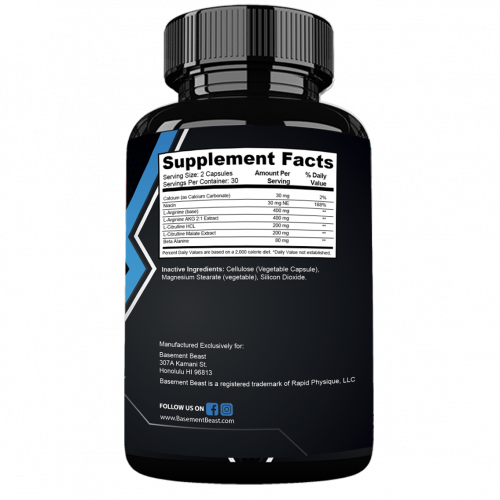 Supplement Facts
Serving Size: 2 Capsules
Servings Per Container: 30
Amount Per Serving
% Daily Value
Calcium (as Calcium Carbonate) 30 mg 2%
Niacin 30 mg NE 188%
L-Arginine (base) 400 mg **
L-Arginine AKG 2:1 Extract 400 mg **
L-Citrulline HCL 200 mg **
L-Citrulline Malate Extract 200 mg **
Beta Alanine 80 mg **
Percent Daily Values are based on a 2,000 calorie diet. *Daily Value not established.
Inactive Ingredients: Cellulose (Vegetable Capsule),
Magnesium Stearate (vegetable), Silicon Dioxide.
Manufactured Exclusively for:
Basement Beast
307A Kamani St.
Honolulu HI 96813
Basement Beast is a registered trademark of Rapid Physique, LLC
FOLLOW US ON
www.BasementBeast.com